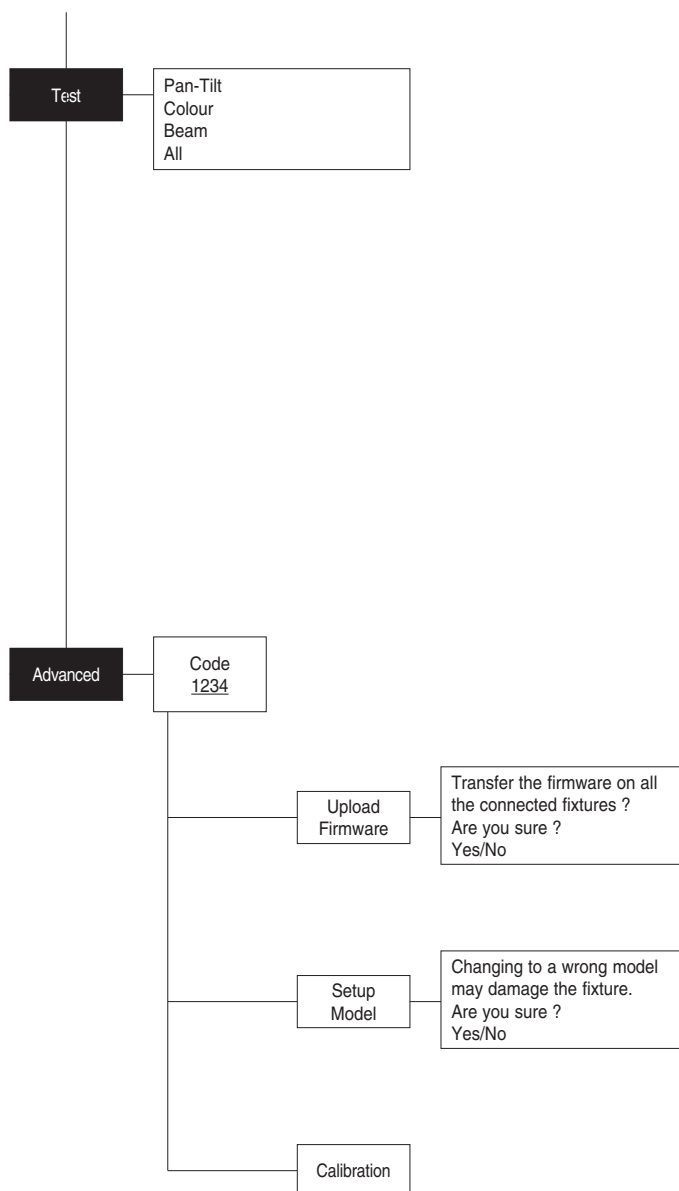 Test
Pan-Tilt
Colour
Beam
All
Advanced
Code
1234
Upload
Firmware
Transfer the firmware on all
the connected fixtures ?
Are you sure ?
Yes/No
Setup
Model
Changing to a wrong model
may damage the fixture.
Are you sure ?
Yes/No
Calibration